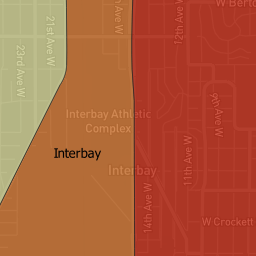 W Berto
21st Ave W
Ave W
12th Ave W
23rd Ave W
9th Ave W
Interbay Athletic
Complex
Interbay
Interbay
11th Ave W
14th Ave W
W Crockett